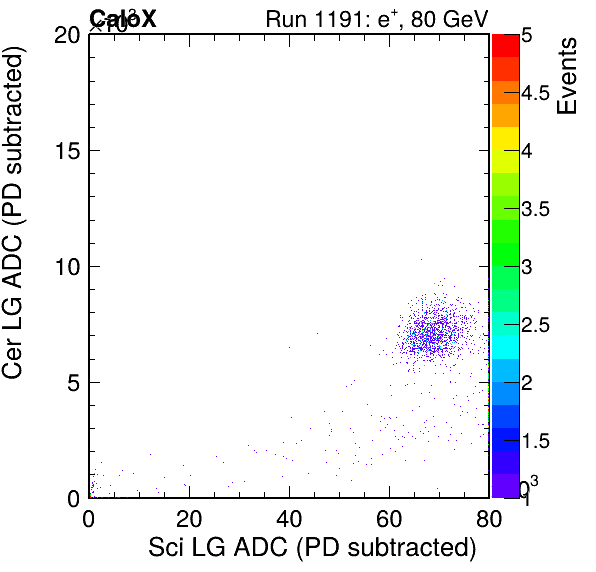 CaloX
×10³
Run 1191: e⁺, 80 GeV
Cer LG ADC (PD subtracted)
20
15
10
5
0
0 20 40 60 80
Sci LG ADC (PD subtracted)
Events
5
4.5
4
3.5
3
2.5
2
1.5
1